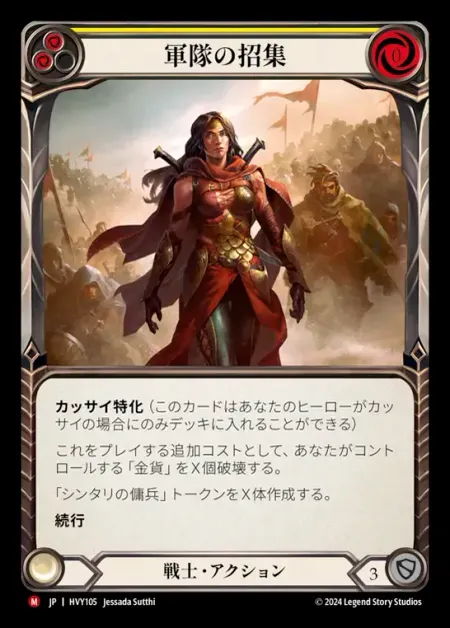 軍隊の招集
0
カッサイ特化（このカードはあなたのヒーローがカッ
サイの場合にのみデッキに入れることができる）
これをプレイする追加コストとして、あなたがコント
ロールする「金貨」をX個破壊する。
「シンタリの傭兵」トークンをX体作成する。
続行
戦士・アクション
3
M JP | HVY105 Jessada Sutthi
© 2024 Legend Story Studios